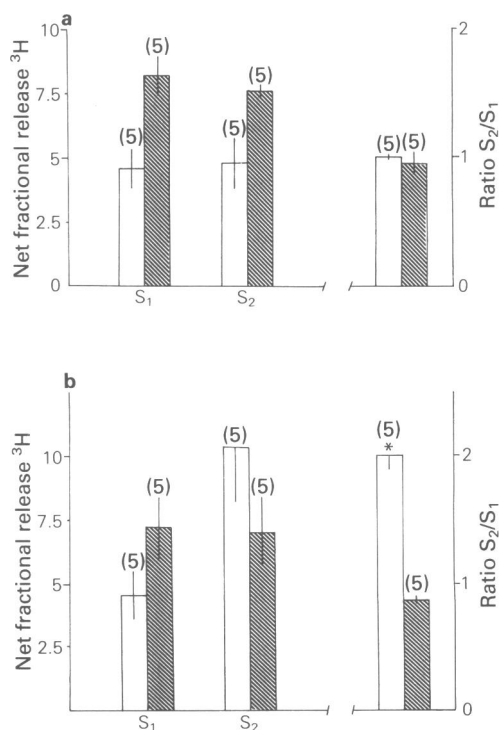 a
Net fractional release ³H
10
7.5
5
2.5
0
(5)
(5)
(5)
(5)
(5) (5)
S₁
S₂
2
1
0
Ratio S₂/S₁
b
Net fractional release ³H
10
7.5
5
2.5
(5)
(5)
(5)
(5)
(5)
*
(5)
S₁
S₂
2
1
0
Ratio S₂/S₁